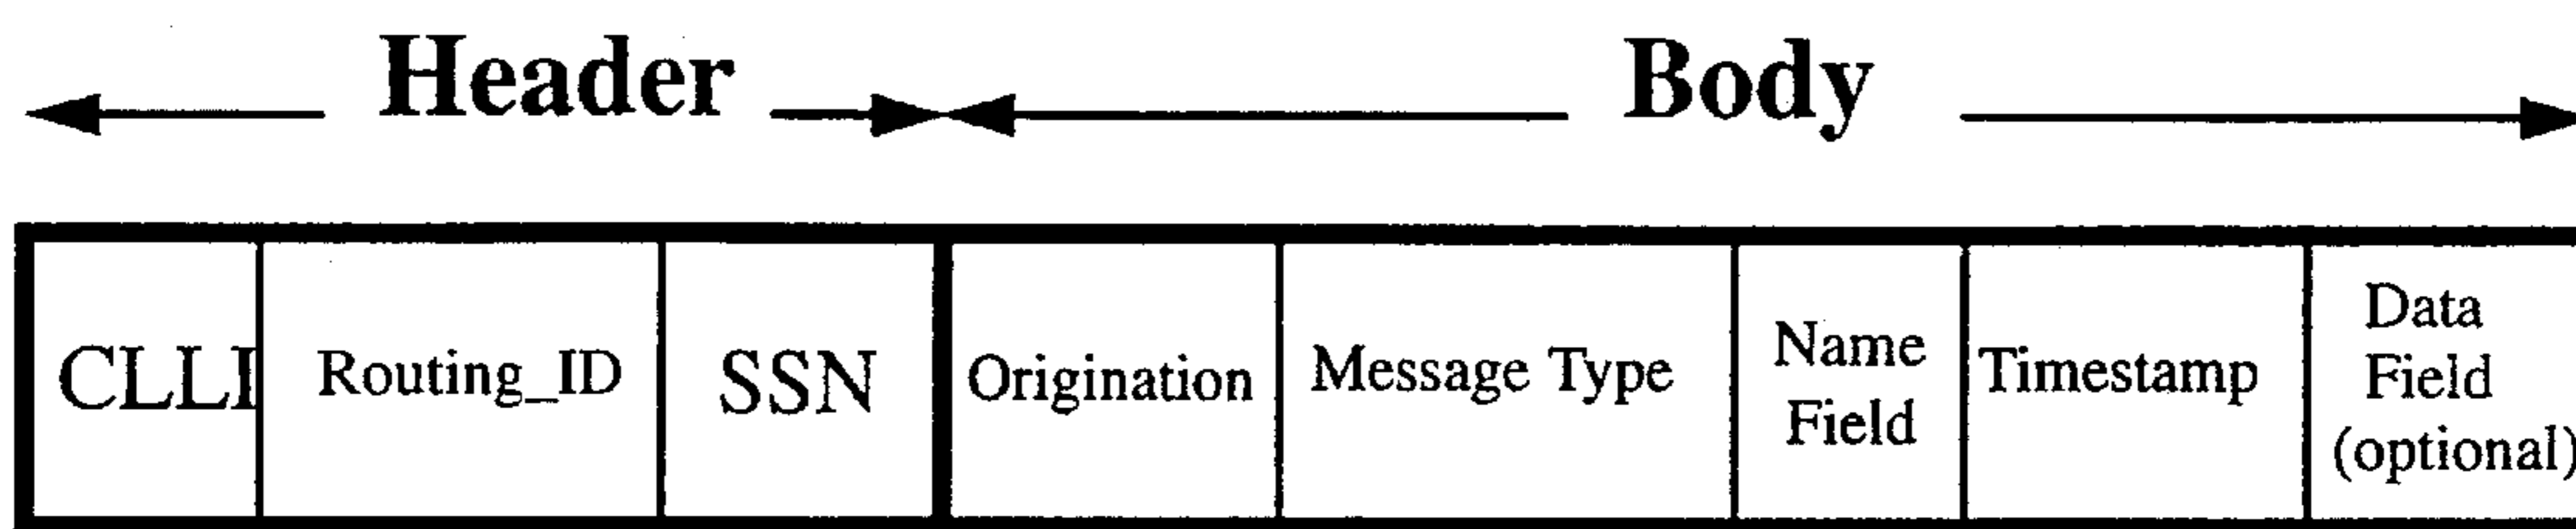 Header
Body
CLLI
Routing_ID
SSN
Origination
Message Type
Name
Field
Timestamp
Data
Field
(optional)